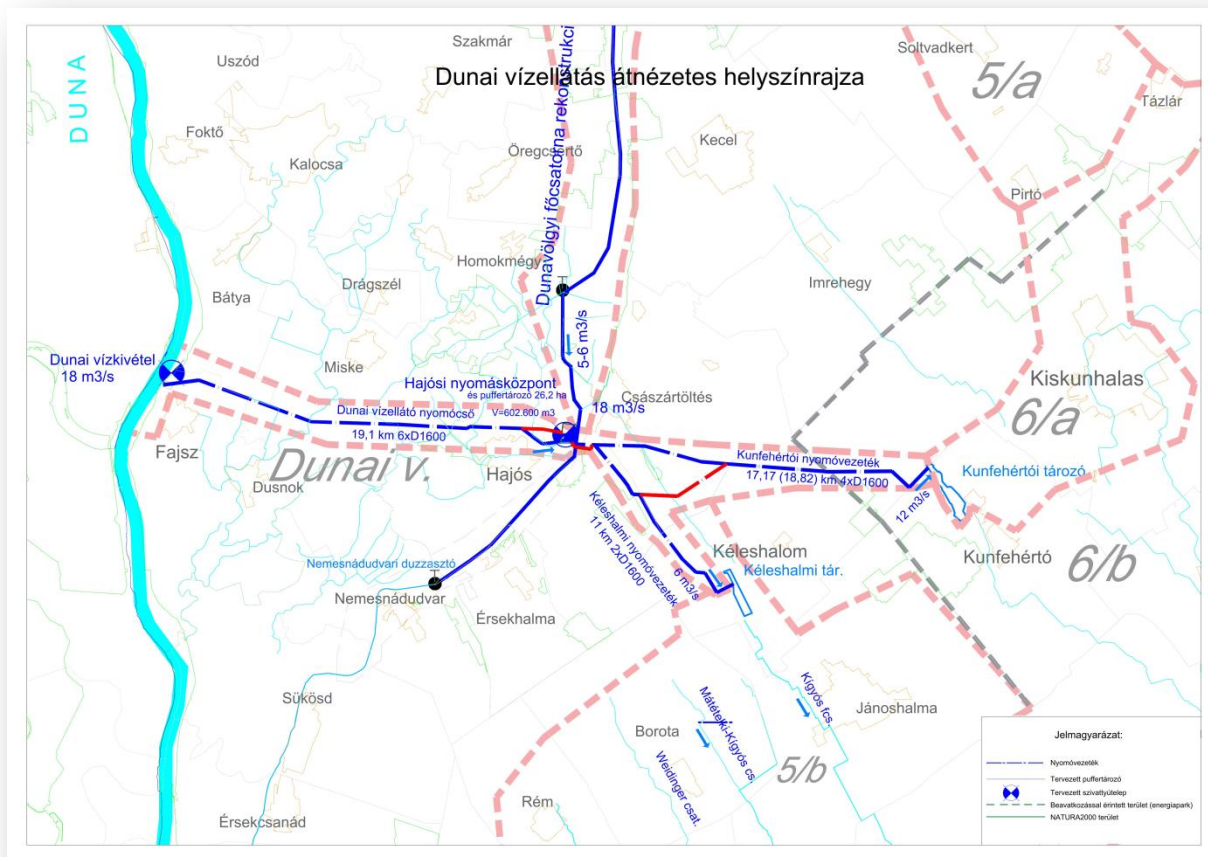 Dunai vízellátás átnézetes helyszínrajza
DUNA
Uszód
Szakmár
Soltvadkert
5/a
Tázlár
Foktő
Kalocsa
Öregcsertő
Kecel
Pirtó
Dunavölgyi főcsatorna rekonstrukci
Homokmégy
Drágszél
Bátya
Imrehegy
5-6 m3/s
Dunai vízkivétel
18 m3/s
Miske
Hajósi nyomásközpont
és puffertározó 26,2 ha
V=602.600 m3
Császártöltés
18 m3/s
Kiskunhalas
6/a
Dunai vízellátó nyomócső
19,1 km 6xD1600
Fajsz
Dunai v.
Hajós
Dusnok
Kunfehértói nyomóvezeték
17,17 (18,82) km 4xD1600
Kunfehértói tározó
12 m3/s
Kunfehértó
6/b
Kéleshalmi nyomóvezeték
11 km 2xD1600
6 m3/s
Kéleshalom
Kéleshalmi tár.
Nemesnádudvari duzzasztó
Nemesnádudvar
Érsekhalma
Sükösd
Borota
Mátételki-Kígyós cs.
Kígyós fcs.
Jánoshalma
5/b
Weidinger csat.
Rém
Érsekcsanád
Jelmagyarázat:
Nyomóvezeték
Tervezett puffertározó
Tervezett szivattyútelep
Beavatkozással érintett terület (energiapark)
NATURA2000 terület